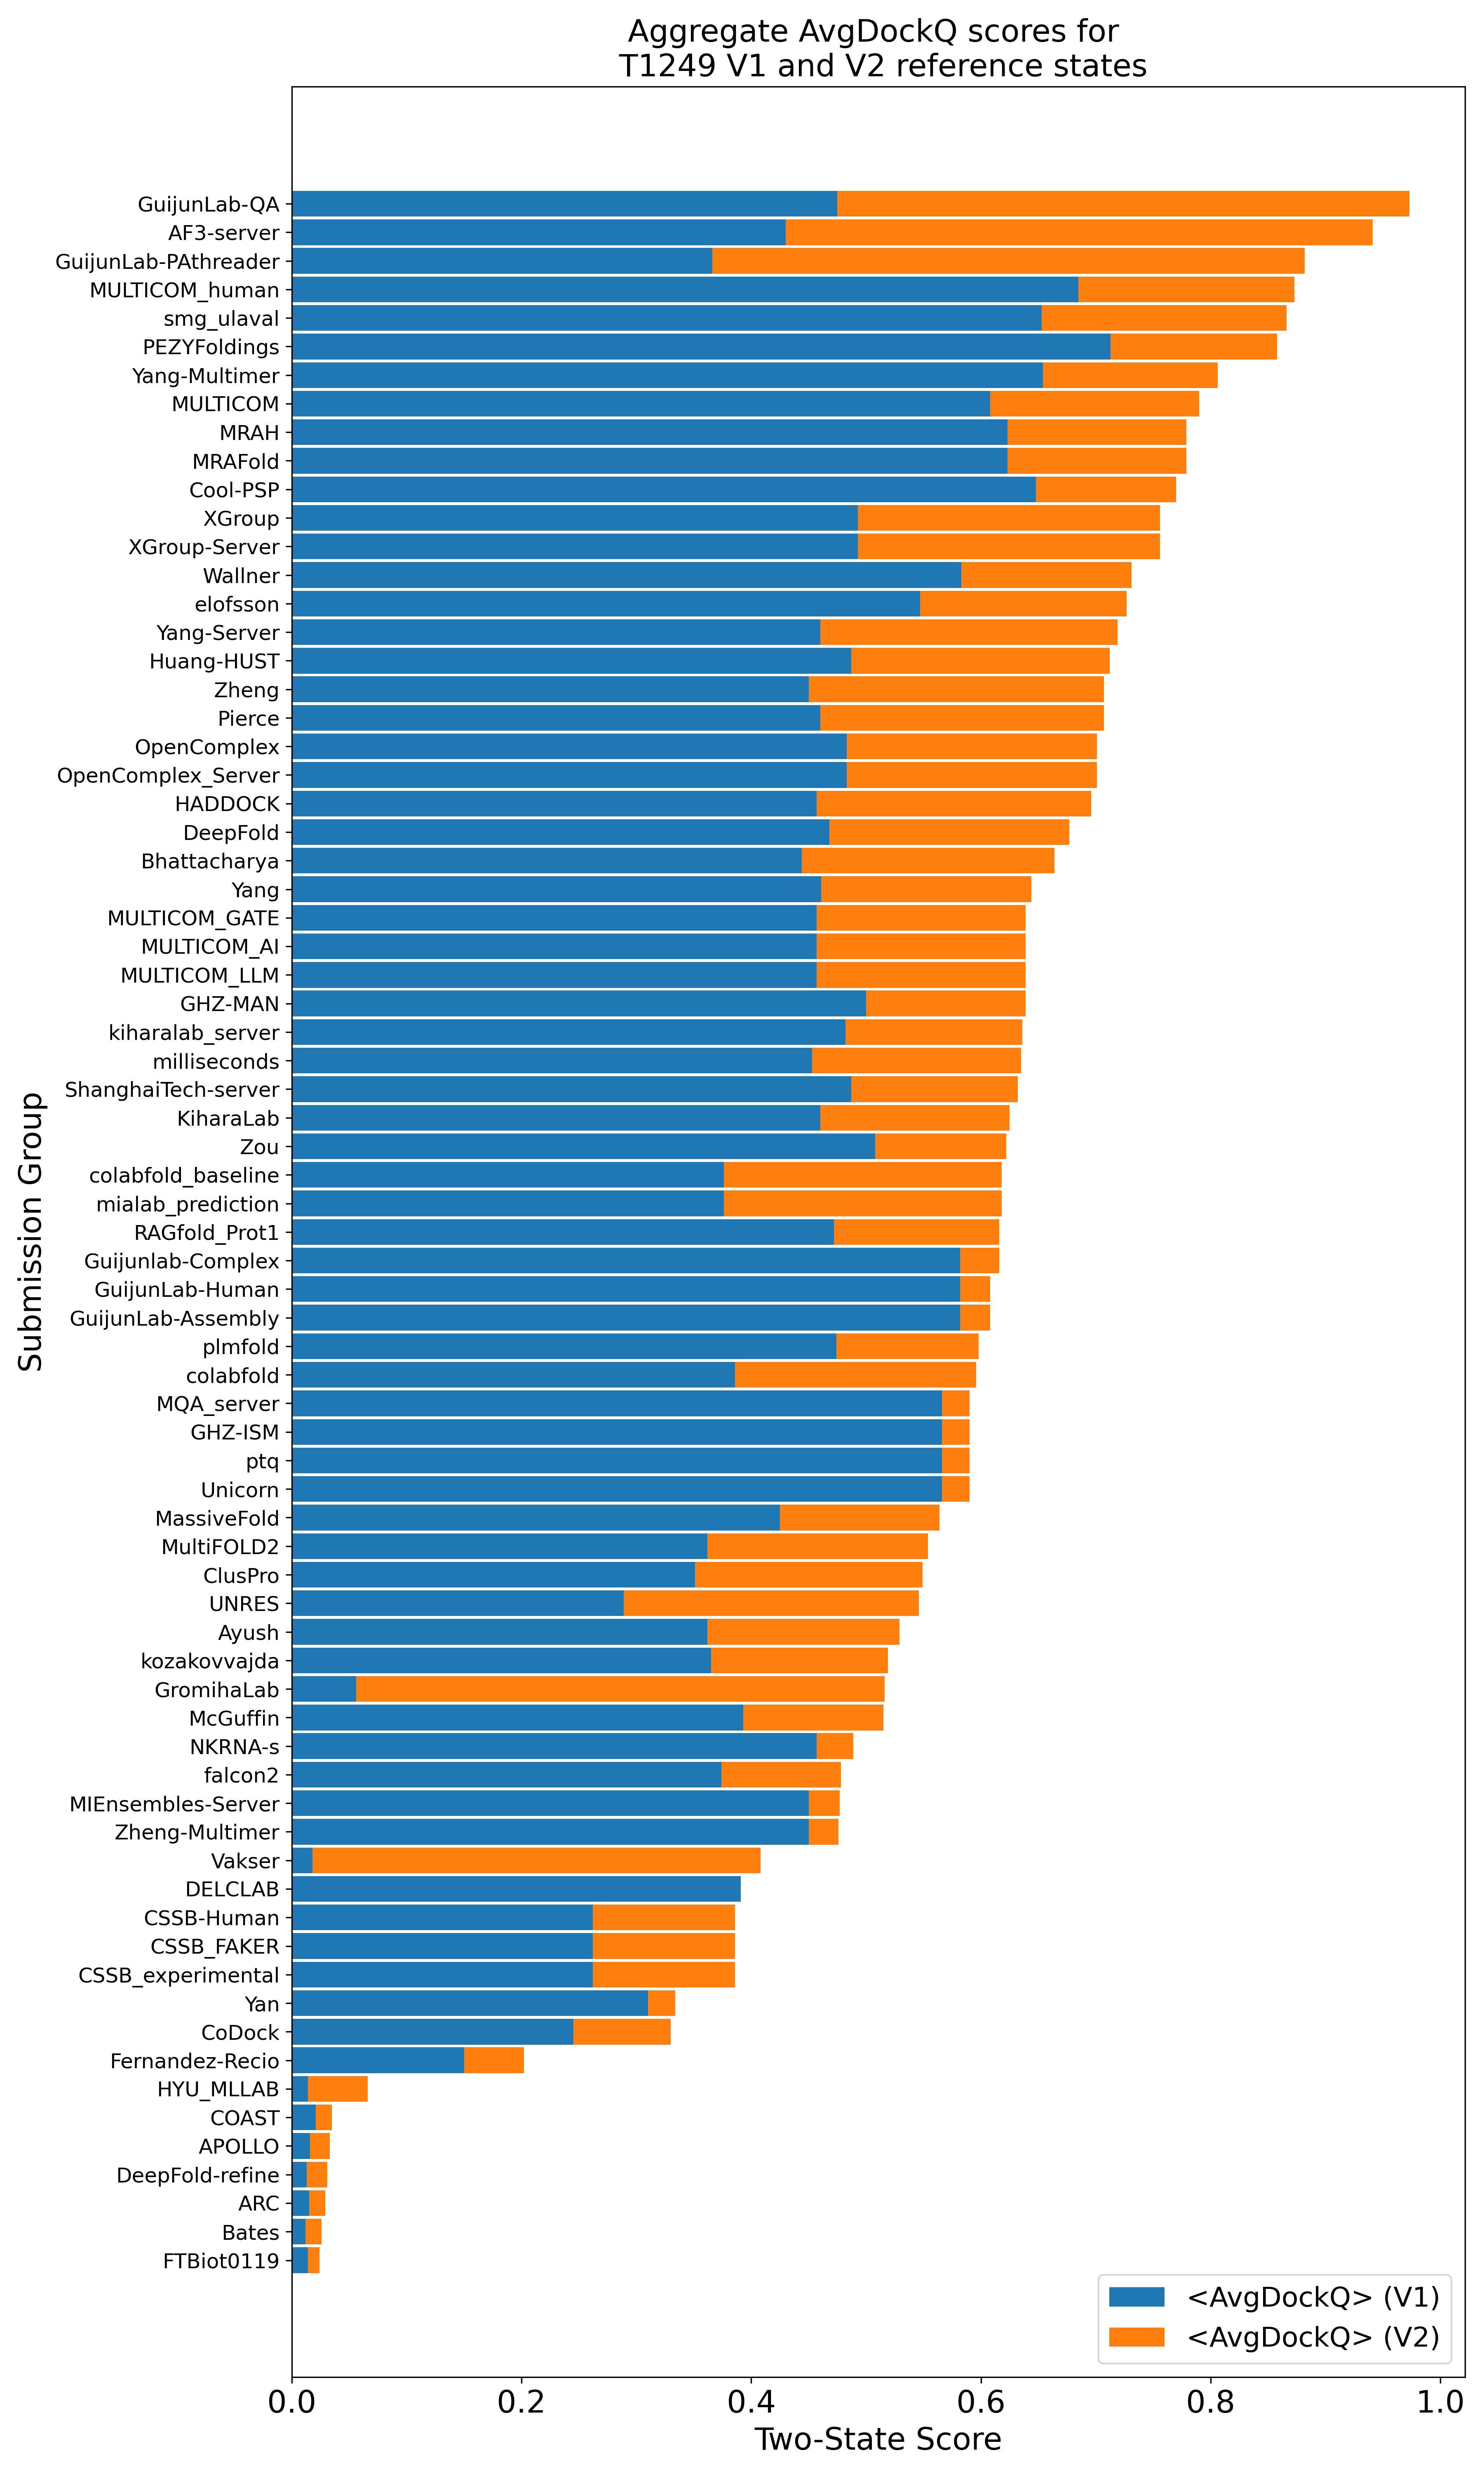 Aggregate AvgDockQ scores for
T1249 V1 and V2 reference states
Submission Group
GuijunLab-QA
AF3-server
GuijunLab-PAthreader
MULTICOM_human
smg_ulaval
PEZYFoldings
Yang-Multimer
MULTICOM
MRAH
MRAFold
Cool-PSP
XGroup
XGroup-Server
Wallner
elofsson
Yang-Server
Huang-HUST
Zheng
Pierce
OpenComplex
OpenComplex_Server
HADDOCK
DeepFold
Bhattacharya
Yang
MULTICOM_GATE
MULTICOM_AI
MULTICOM_LLM
GHZ-MAN
kiharalab_server
milliseconds
ShanghaiTech-server
KiharaLab
Zou
colabfold_baseline
mialab_prediction
RAGfold_Prot1
Guijunlab-Complex
GuijunLab-Human
GuijunLab-Assembly
plmfold
colabfold
MQA_server
GHZ-ISM
ptq
Unicorn
MassiveFold
MultiFOLD2
ClusPro
UNRES
Ayush
kozakovvajda
GromihaLab
McGuffin
NKRNA-s
falcon2
MIEnsembles-Server
Zheng-Multimer
Vakser
DELCLAB
CSSB-Human
CSSB_FAKER
CSSB_experimental
Yan
CoDock
Fernandez-Recio
HYU_MLLAB
COAST
APOLLO
DeepFold-refine
ARC
Bates
FTBiot0119
<AvgDockQ> (V1)
<AvgDockQ> (V2)
0.0 0.2 0.4 0.6 0.8 1.0
Two-State Score